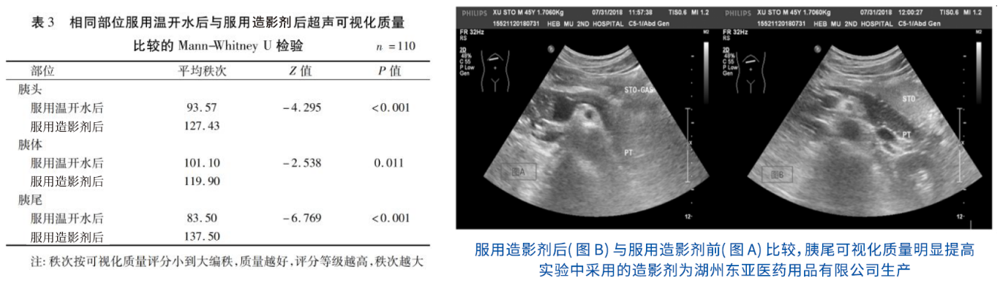 表 3 相同部位服用温开水后与服用造影剂后超声可视化质量
比较的 Mann–Whitney U 检验 n =110
部位 平均秩次 Z 值 P 值
胰头
服用温开水后 93.57 −4.295 <0.001
服用造影剂后 127.43
胰体
服用温开水后 101.10 −2.538 0.011
服用造影剂后 119.90
胰尾
服用温开水后 83.50 −6.769 <0.001
服用造影剂后 137.50
注: 秩次按可视化质量评分小到大编秩,质量越好,评分等级越高,秩次越大
PHILIPS XU STO M 45Y 1.7060Kg 07/31/2018 11:57:38 TIS0.6 MI 1.2
15521120180731 HEB MU 2ND HOSPITAL C5-1/Abd Gen
FR 32Hz
RS
M2
2D
48%
C 55
P Low
Gen
STO-GAS
PT
图A
12
PHILIPS XU STO M 45Y 1.7060Kg 07/31/2018 12:00:27 TIS0.6 MI 1.2
15521120180731 HEB MU 2ND HOSPITAL C5-1/Abd Gen
FR 32Hz
RS
M2
2D
48%
C 55
P Low
Gen
STO
PT
图B
12
服用造影剂后( 图 B) 与服用造影剂前( 图 A) 比较, 胰尾可视化质量明显提高
实验中采用的造影剂为湖州东亚医药用品有限公司生产